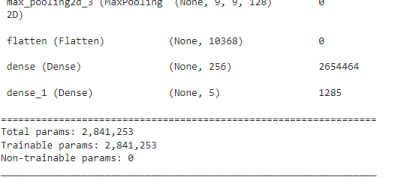 max_pooling2d_3 (MaxPooling (None, 9, 9, 128) 0
2D)
flatten (Flatten) (None, 10368) 0
dense (Dense) (None, 256) 2654464
dense_1 (Dense) (None, 5) 1285
=================================================================
Total params: 2,841,253
Trainable params: 2,841,253
Non-trainable params: 0
_________________________________________________________________